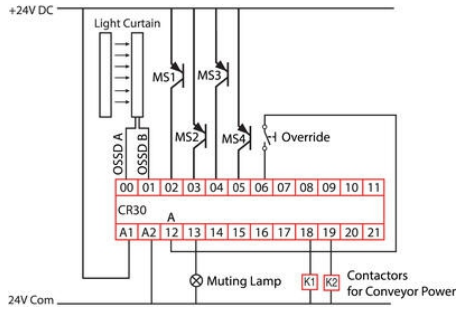 +24V DC
Light Curtain
MS1
MS3
MS2
MS4
Override
OSSD A
OSSD B
00 01 02 03 04 05 06 07 08 09 10 11
CR30
A
A1 A2 12 13 14 15 16 17 18 19 20 21
Muting Lamp
K1 K2
Contactors
for Conveyor Power
24V Com